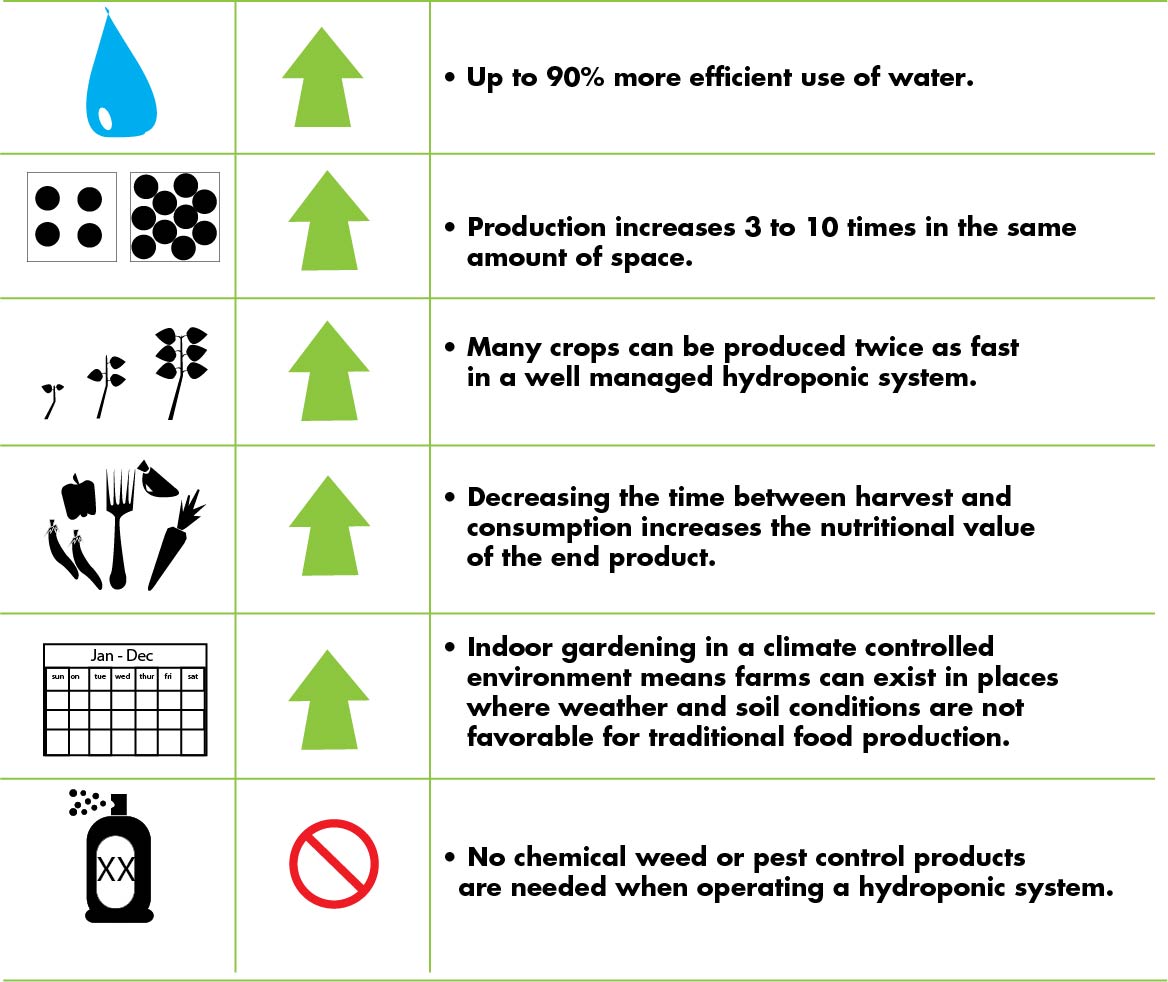 • Up to 90% more efficient use of water.
• Production increases 3 to 10 times in the same
amount of space.
• Many crops can be produced twice as fast
in a well managed hydroponic system.
• Decreasing the time between harvest and
consumption increases the nutritional value
of the end product.
Jan - Dec
sun on tue wed thur fri sat
• Indoor gardening in a climate controlled
environment means farms can exist in places
where weather and soil conditions are not
favorable for traditional food production.
XX
• No chemical weed or pest control products
are needed when operating a hydroponic system.